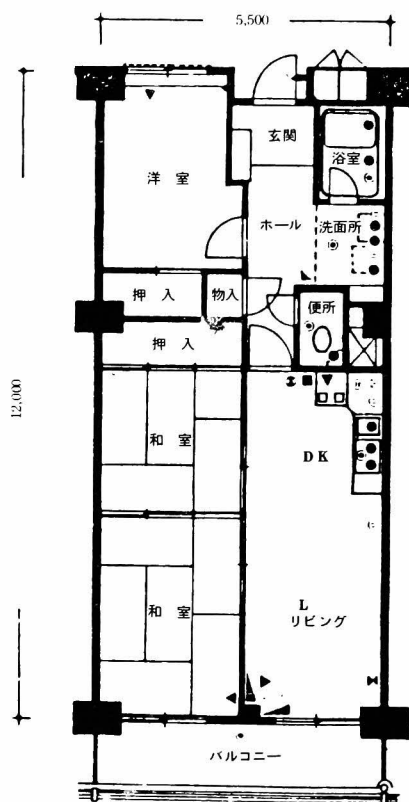 5,500
12,000
玄関
浴室
洋室
ホール
洗面所
押入
物入
便所
押入
和室
DK
和室
L
リビング
バルコニー